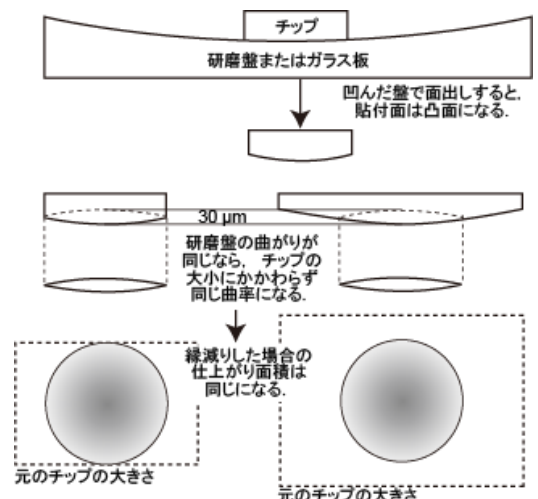 チップ
研磨盤またはガラス板
凹んだ盤で面出しすると,
貼付面は凸面になる.
30 μm
研磨盤の曲がりが
同じなら, チップの
大小にかかわらず
同じ曲率になる.
縁減りした場合の
仕上がり面積は
同じになる.
元のチップの大きさ
元のチップの大きさ